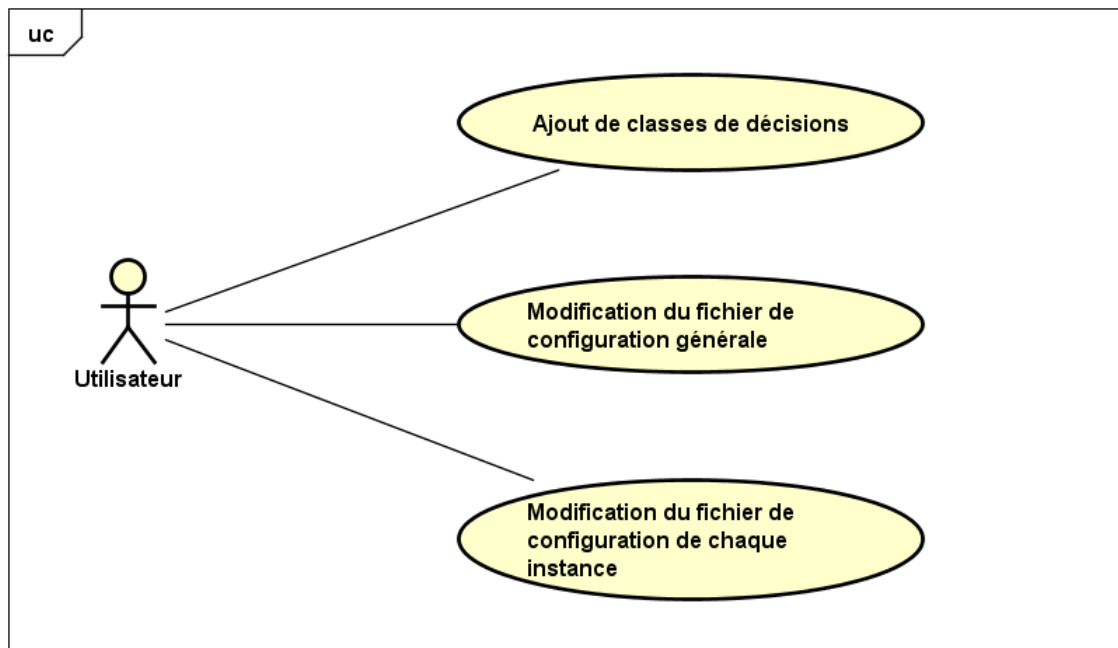 uc
Ajout de classes de décisions
Modification du fichier de
configuration générale
Utilisateur
Modification du fichier de
configuration de chaque
instance